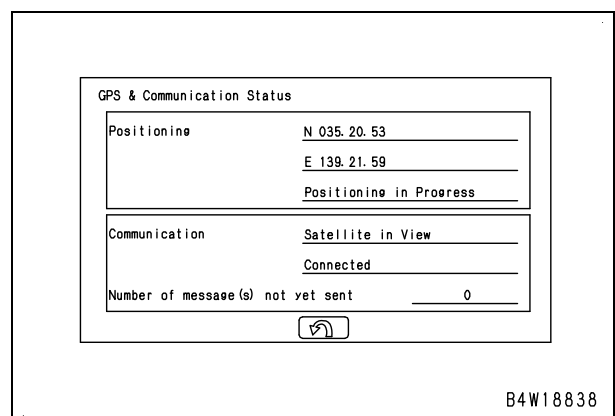 GPS & Communication Status
Positioning N 035. 20. 53
E 139. 21. 59
Positioning in Progress
Communication Satellite in View
Connected
Number of message(s) not yet sent 0
B4W18838